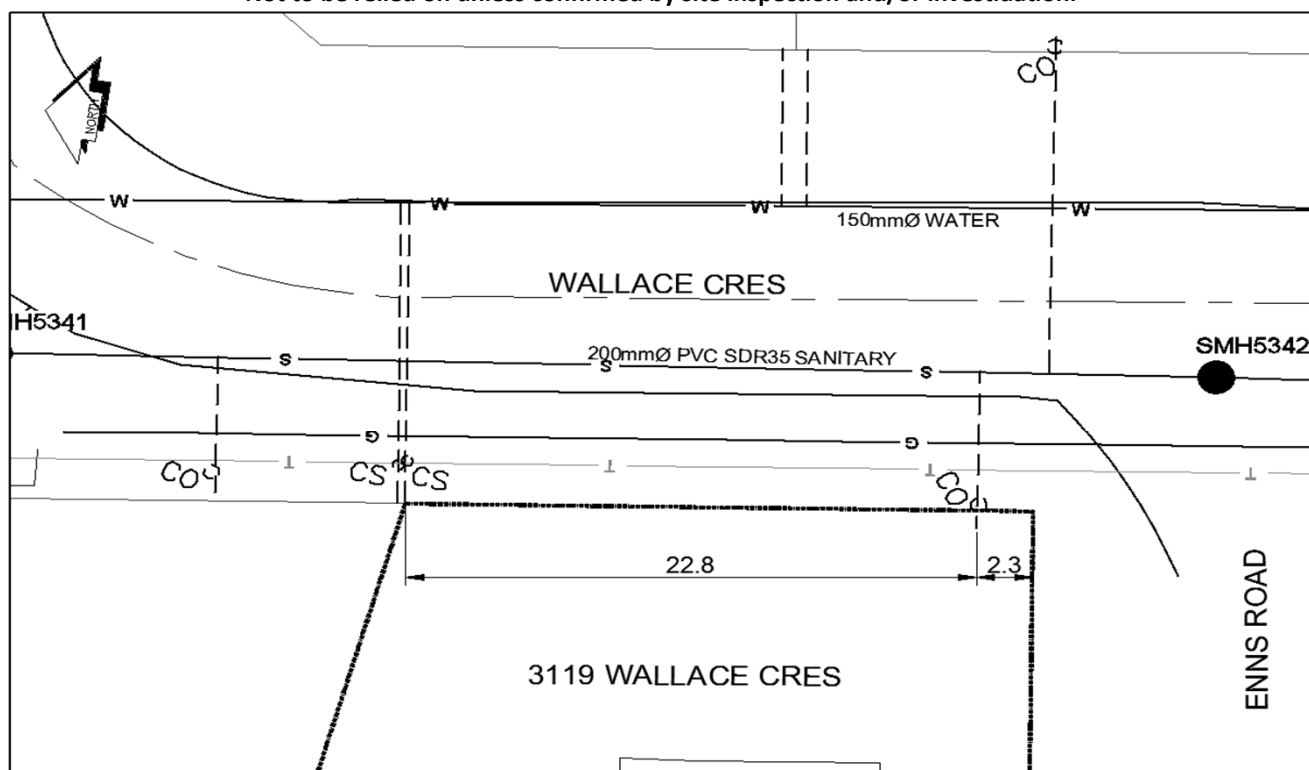 Not to be relied on unless confirmed by site inspection and/or investigation.
CO
NORTH
W W W W
150mmØ WATER
WALLACE CRES
IH5341
200mmØ PVC SDR35 SANITARY
SMH5342
S S S
G G
T T T T
CO CS CS CO
22.8 2.3
3119 WALLACE CRES
ENNS ROAD